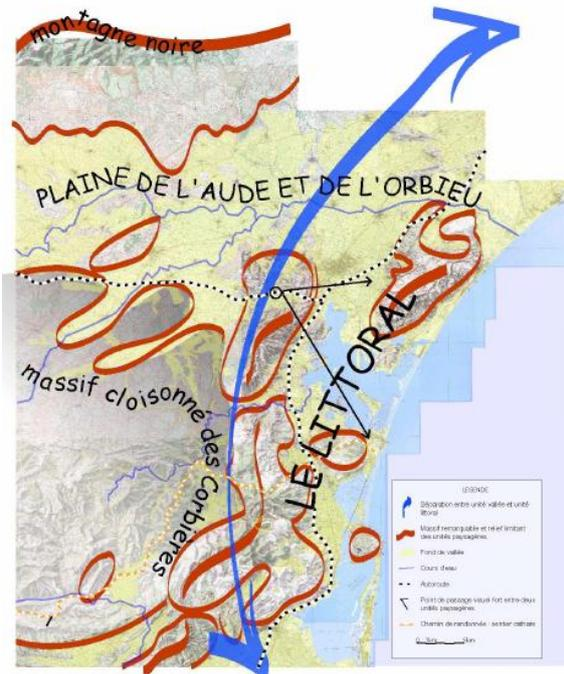 montagne noire
PLAINE DE L'AUDE ET DE L'ORBIEU
massif cloisonné des Corbières
LE LITTORAL
LEGENDE
Séparation entre unité vallée et unité
littoral
Massif remarquable et relief limitant
des unités paysagères
Fond de vallée
Cours d'eau
Autoroute
Point de passage visuel fort entre deux
unités paysagères
Chemin de randonnée : sentier cathare